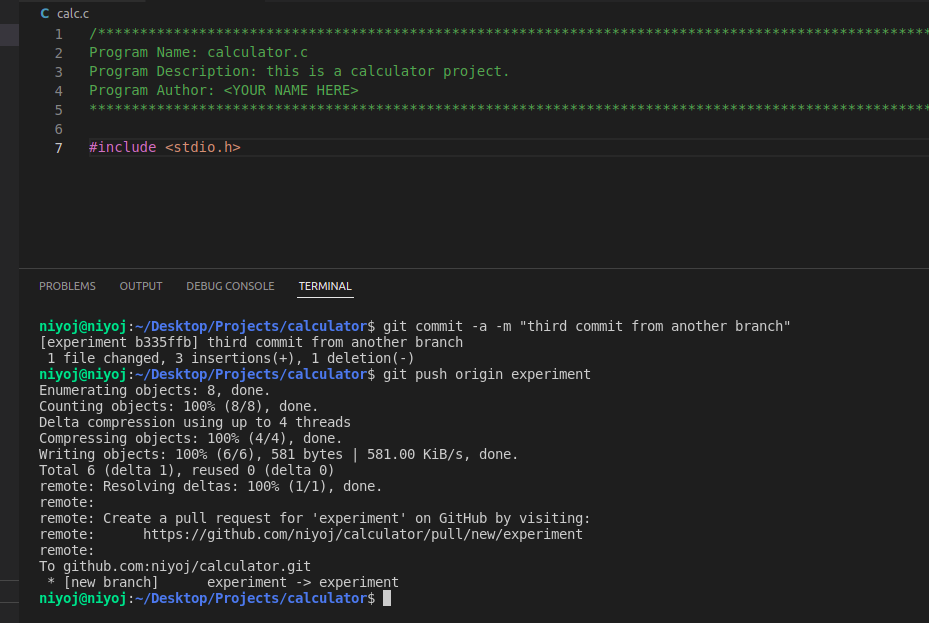 C calc.c
1 /****************************************************************************************************
2 Program Name: calculator.c
3 Program Description: this is a calculator project.
4 Program Author: <YOUR NAME HERE>
5 ****************************************************************************************************
6
7 #include <stdio.h>
PROBLEMS OUTPUT DEBUG CONSOLE TERMINAL
niyoj@niyoj:~/Desktop/Projects/calculator$ git commit -a -m "third commit from another branch"
[experiment b335ffb] third commit from another branch
 1 file changed, 3 insertions(+), 1 deletion(-)
niyoj@niyoj:~/Desktop/Projects/calculator$ git push origin experiment
Enumerating objects: 8, done.
Counting objects: 100% (8/8), done.
Delta compression using up to 4 threads
Compressing objects: 100% (4/4), done.
Writing objects: 100% (6/6), 581 bytes | 581.00 KiB/s, done.
Total 6 (delta 1), reused 0 (delta 0)
remote: Resolving deltas: 100% (1/1), done.
remote:
remote: Create a pull request for 'experiment' on GitHub by visiting:
remote:      https://github.com/niyoj/calculator/pull/new/experiment
remote:
To github.com:niyoj/calculator.git
 * [new branch]      experiment -> experiment
niyoj@niyoj:~/Desktop/Projects/calculator$